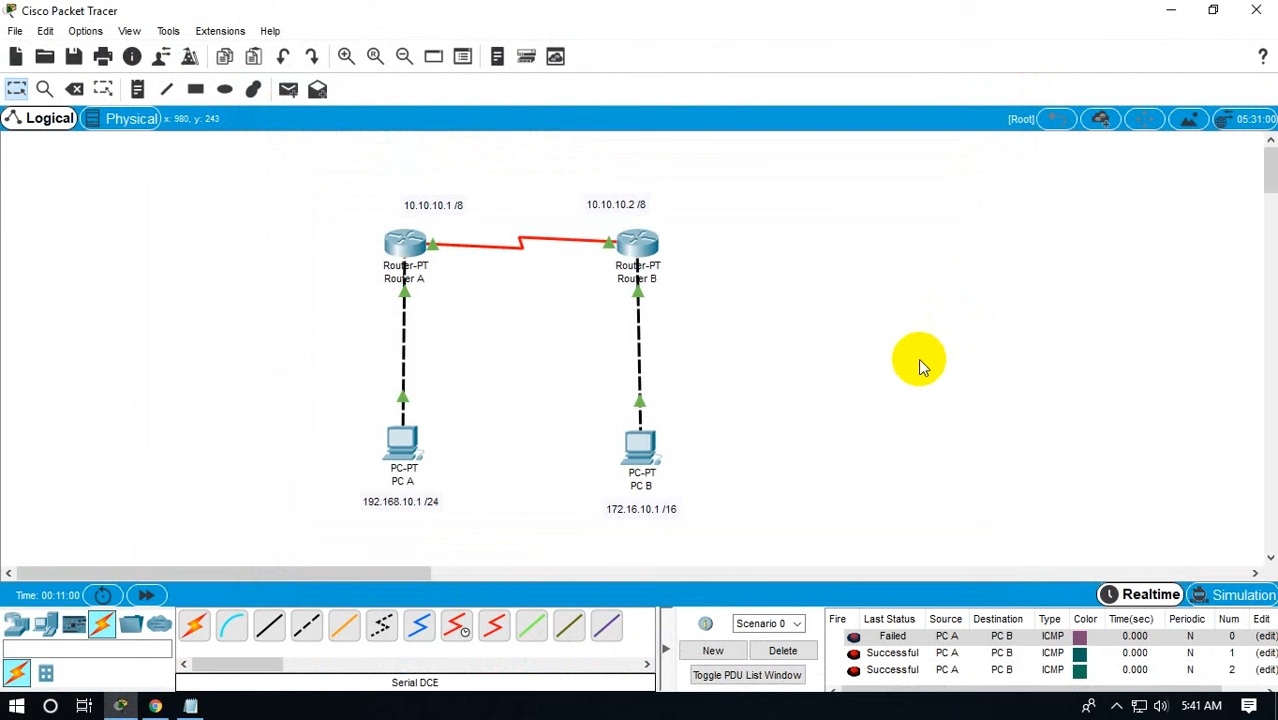 Cisco Packet Tracer
File Edit Options View Tools Extensions Help
Logical Physical x: 980, y: 243 [Root] 05:31:00
10.10.10.1 /8 10.10.10.2 /8
Router-PT Router-PT
Router A Router B
PC-PT PC-PT
PC A PC B
192.168.10.1 /24 172.16.10.1 /16
Time: 00:11:00 Realtime Simulation
Scenario 0 Fire Last Status Source Destination Type Color Time(sec) Periodic Num Edit
Failed PC A PC B ICMP 0.000 N 0 (edit)
New Delete Successful PC A PC B ICMP 0.000 N 1 (edit)
Toggle PDU List Window Successful PC A PC B ICMP 0.000 N 2 (edit)
Serial DCE
5:41 AM